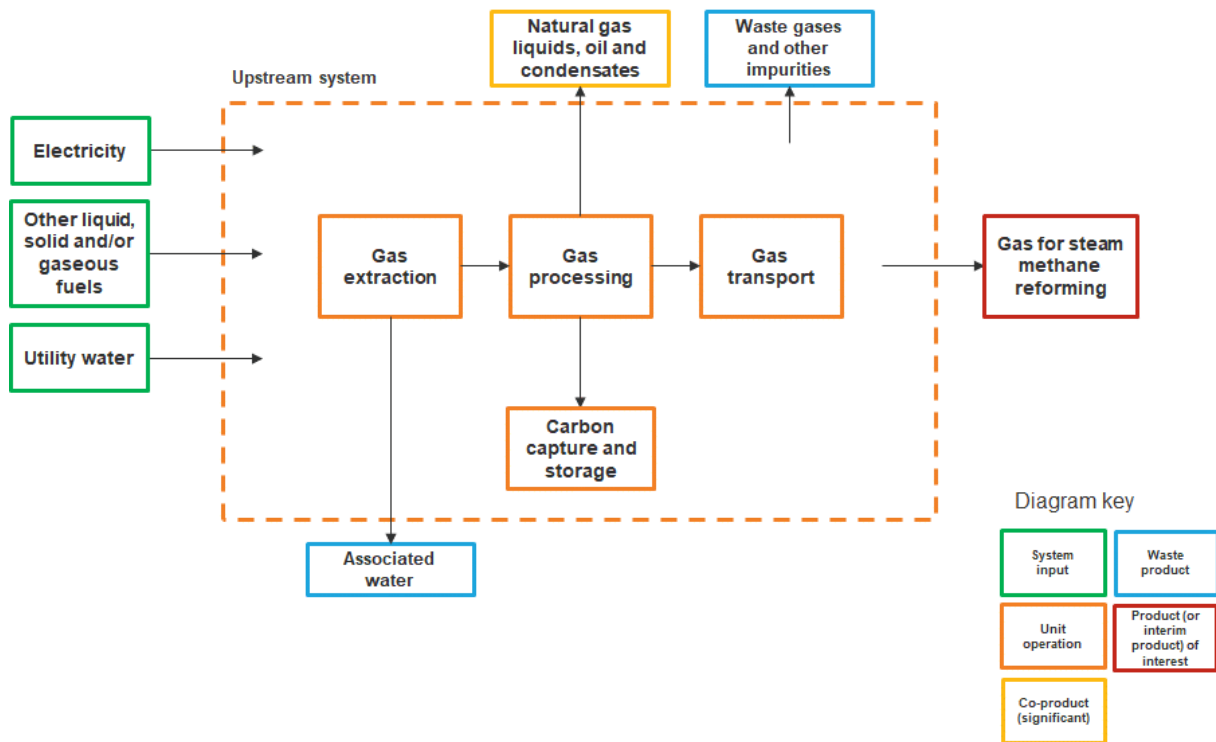 Natural gas
liquids, oil and
condensates
Waste gases
and other
impurities
Upstream system
Electricity
Other liquid,
solid and/or
gaseous
fuels
Utility water
Gas
extraction
Gas
processing
Gas
transport
Gas for steam
methane
reforming
Carbon
capture and
storage
Associated
water
Diagram key
System
input
Waste
product
Unit
operation
Product (or
interim
product) of
interest
Co-product
(significant)